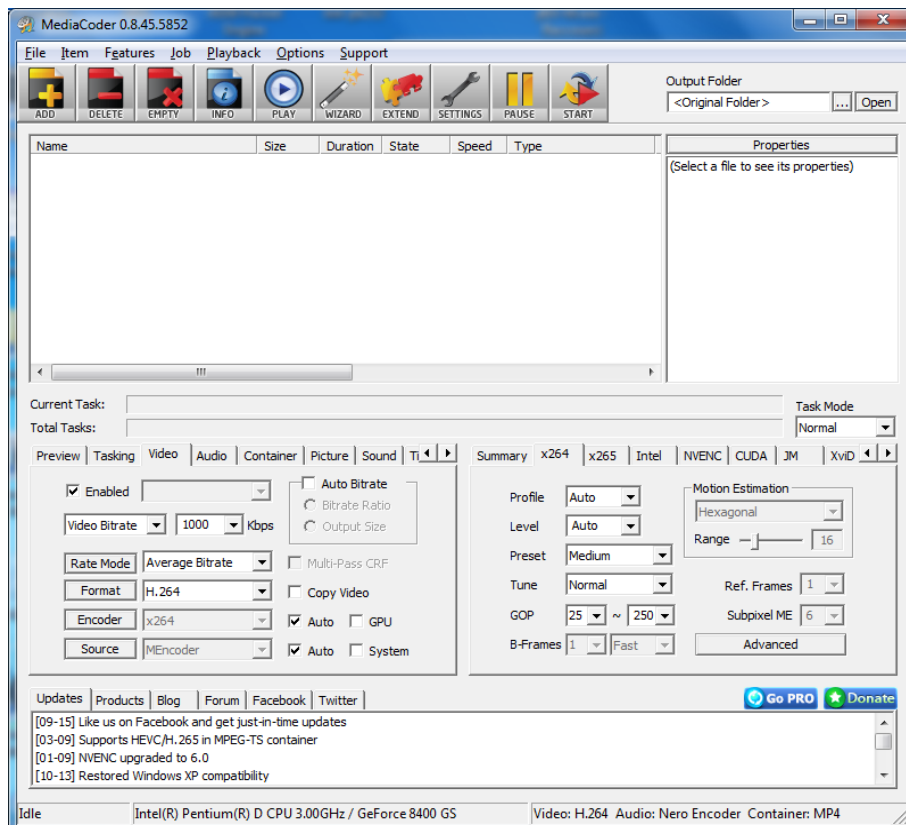 MediaCoder 0.8.45.5852
File Item Features Job Playback Options Support
ADD DELETE EMPTY INFO PLAY WIZARD EXTEND SETTINGS PAUSE START
Output Folder
<Original Folder> ... Open
Name Size Duration State Speed Type
Properties
(Select a file to see its properties)
Current Task:
Task Mode
Total Tasks:
Normal
Preview Tasking Video Audio Container Picture Sound
Enabled
Auto Bitrate
Bitrate Ratio
Video Bitrate 1000 Kbps
Output Size
Rate Mode Average Bitrate
Multi-Pass CRF
Format H.264
Copy Video
Encoder x264
Auto GPU
Source MEncoder
Auto System
Summary x264 x265 Intel NVENC CUDA JM XviD
Profile Auto
Level Auto
Preset Medium
Tune Normal
GOP 25 ~ 250
B-Frames 1 Fast
Motion Estimation
Hexagonal
Range 16
Ref. Frames 1
Subpixel ME 6
Advanced
Updates Products Blog Forum Facebook Twitter
Go PRO Donate
[09-15] Like us on Facebook and get just-in-time updates
[03-09] Supports HEVC/H.265 in MPEG-TS container
[01-09] NVENC upgraded to 6.0
[10-13] Restored Windows XP compatibility
Idle
Intel(R) Pentium(R) D CPU 3.00GHz / GeForce 8400 GS
Video: H.264 Audio: Nero Encoder Container: MP4